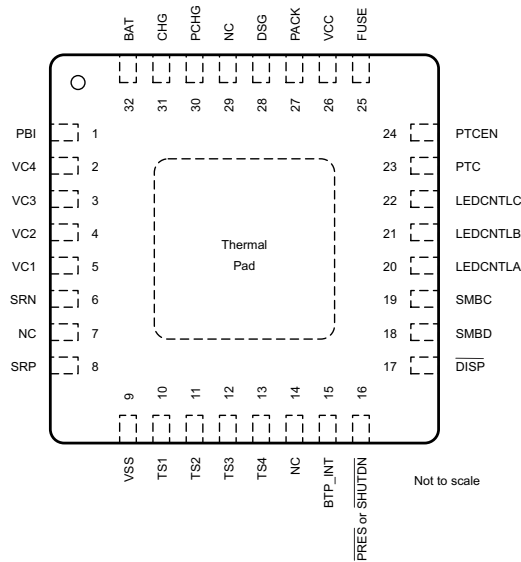 BAT CHG PCHG NC DSG PACK VCC FUSE
32 31 30 29 28 27 26 25
PBI 1 24 PTCEN
VC4 2 23 PTC
VC3 3 22 LEDCNTLC
VC2 4 21 LEDCNTLB
VC1 5 20 LEDCNTLA
SRN 6 19 SMBC
NC 7 18 SMBD
SRP 8 17 DISP
Thermal
Pad
9 10 11 12 13 14 15 16
VSS TS1 TS2 TS3 TS4 NC BTP_INT PRES or SHUTDN
Not to scale